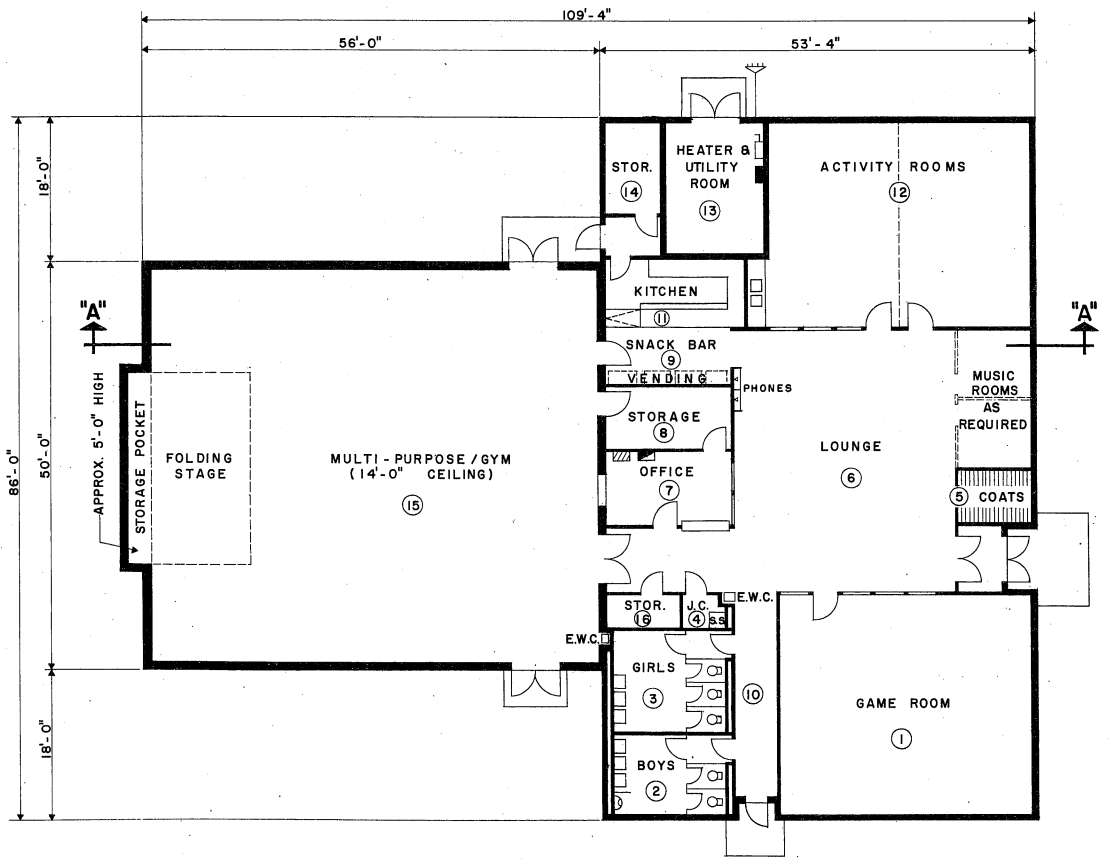 109'-4"
56'-0"
53'-4"
18'-0"
86'-0"
50'-0"
18'-0"
HEATER &
UTILITY
ROOM
13
STOR.
14
ACTIVITY ROOMS
12
"A"
"A"
KITCHEN
11
SNACK BAR
9
VENDING
PHONES
MUSIC
ROOMS
AS
REQUIRED
APPROX. 5'-0" HIGH
STORAGE POCKET
FOLDING
STAGE
MULTI-PURPOSE/GYM
(14'-0" CEILING)
15
STORAGE
8
OFFICE
7
LOUNGE
6
5 COATS
STOR.
16
J.C.
4
S.S
E.W.C.
E.W.C.
GIRLS
3
10
BOYS
2
GAME ROOM
1